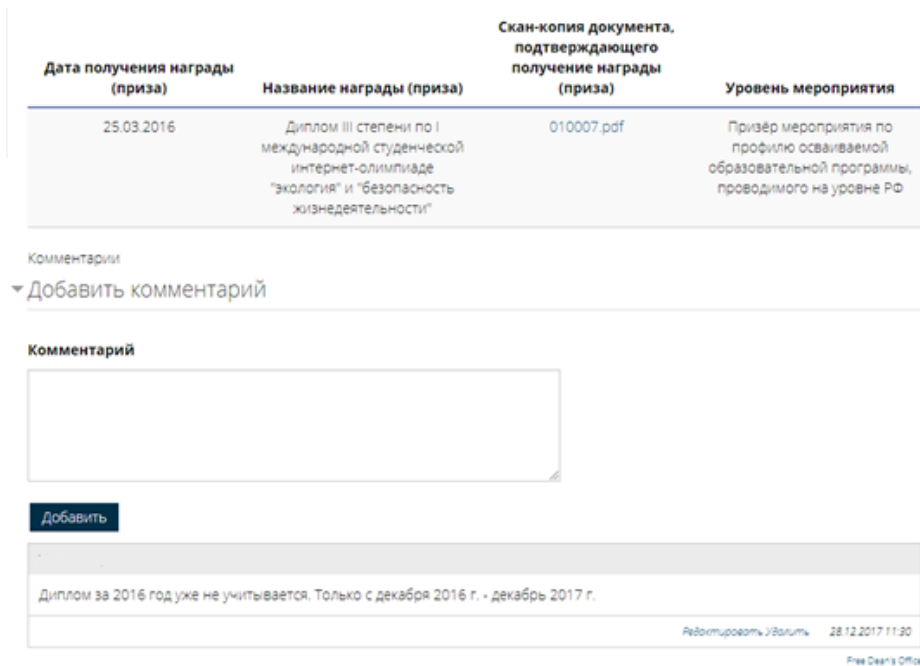 Дата получения награды
(приза)
Название награды (приза)
Скан-копия документа,
подтверждающего
получение награды
(приза)
Уровень мероприятия
25.03.2016
Диплом III степени по I
международной студенческой
интернет-олимпиаде
"экология" и "безопасность
жизнедеятельности"
010007.pdf
Призёр мероприятия по
профилю осваиваемой
образовательной программы,
проводимого на уровне РФ
Комментарии
Добавить комментарий
Комментарий
Добавить
Диплом за 2016 год уже не учитывается. Только с декабря 2016 г. - декабрь 2017 г.
Редактировать Удалить 28.12.2017 11:30
Free Dean's Office